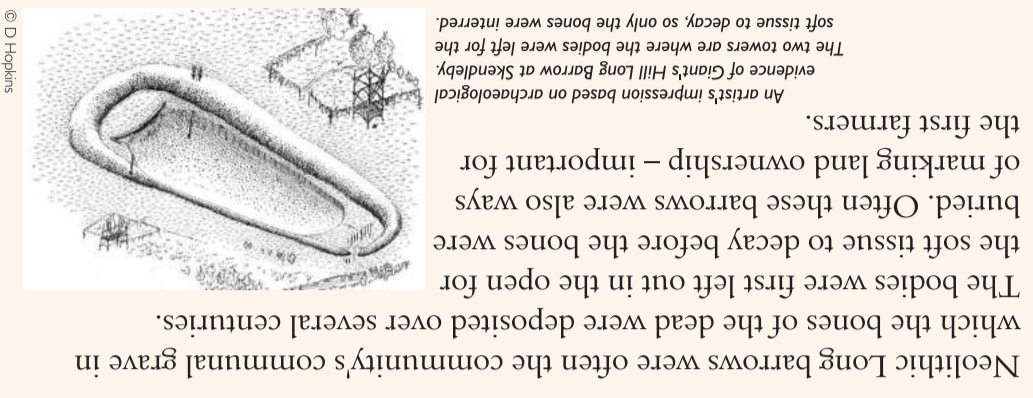 Neolithic Long barrows were often the community's communal grave in
which the bones of the dead were deposited over several centuries.
The bodies were first left out in the open for
the soft tissue to decay before the bones were
buried. Often these barrows were also ways
of marking land ownership – important for
the first farmers.
An artist's impression based on archaeological
evidence of Giant's Hill Long Barrow at Skendleby.
The two towers are where the bodies were left for the
soft tissue to decay, so only the bones were interred.
© D Hopkins